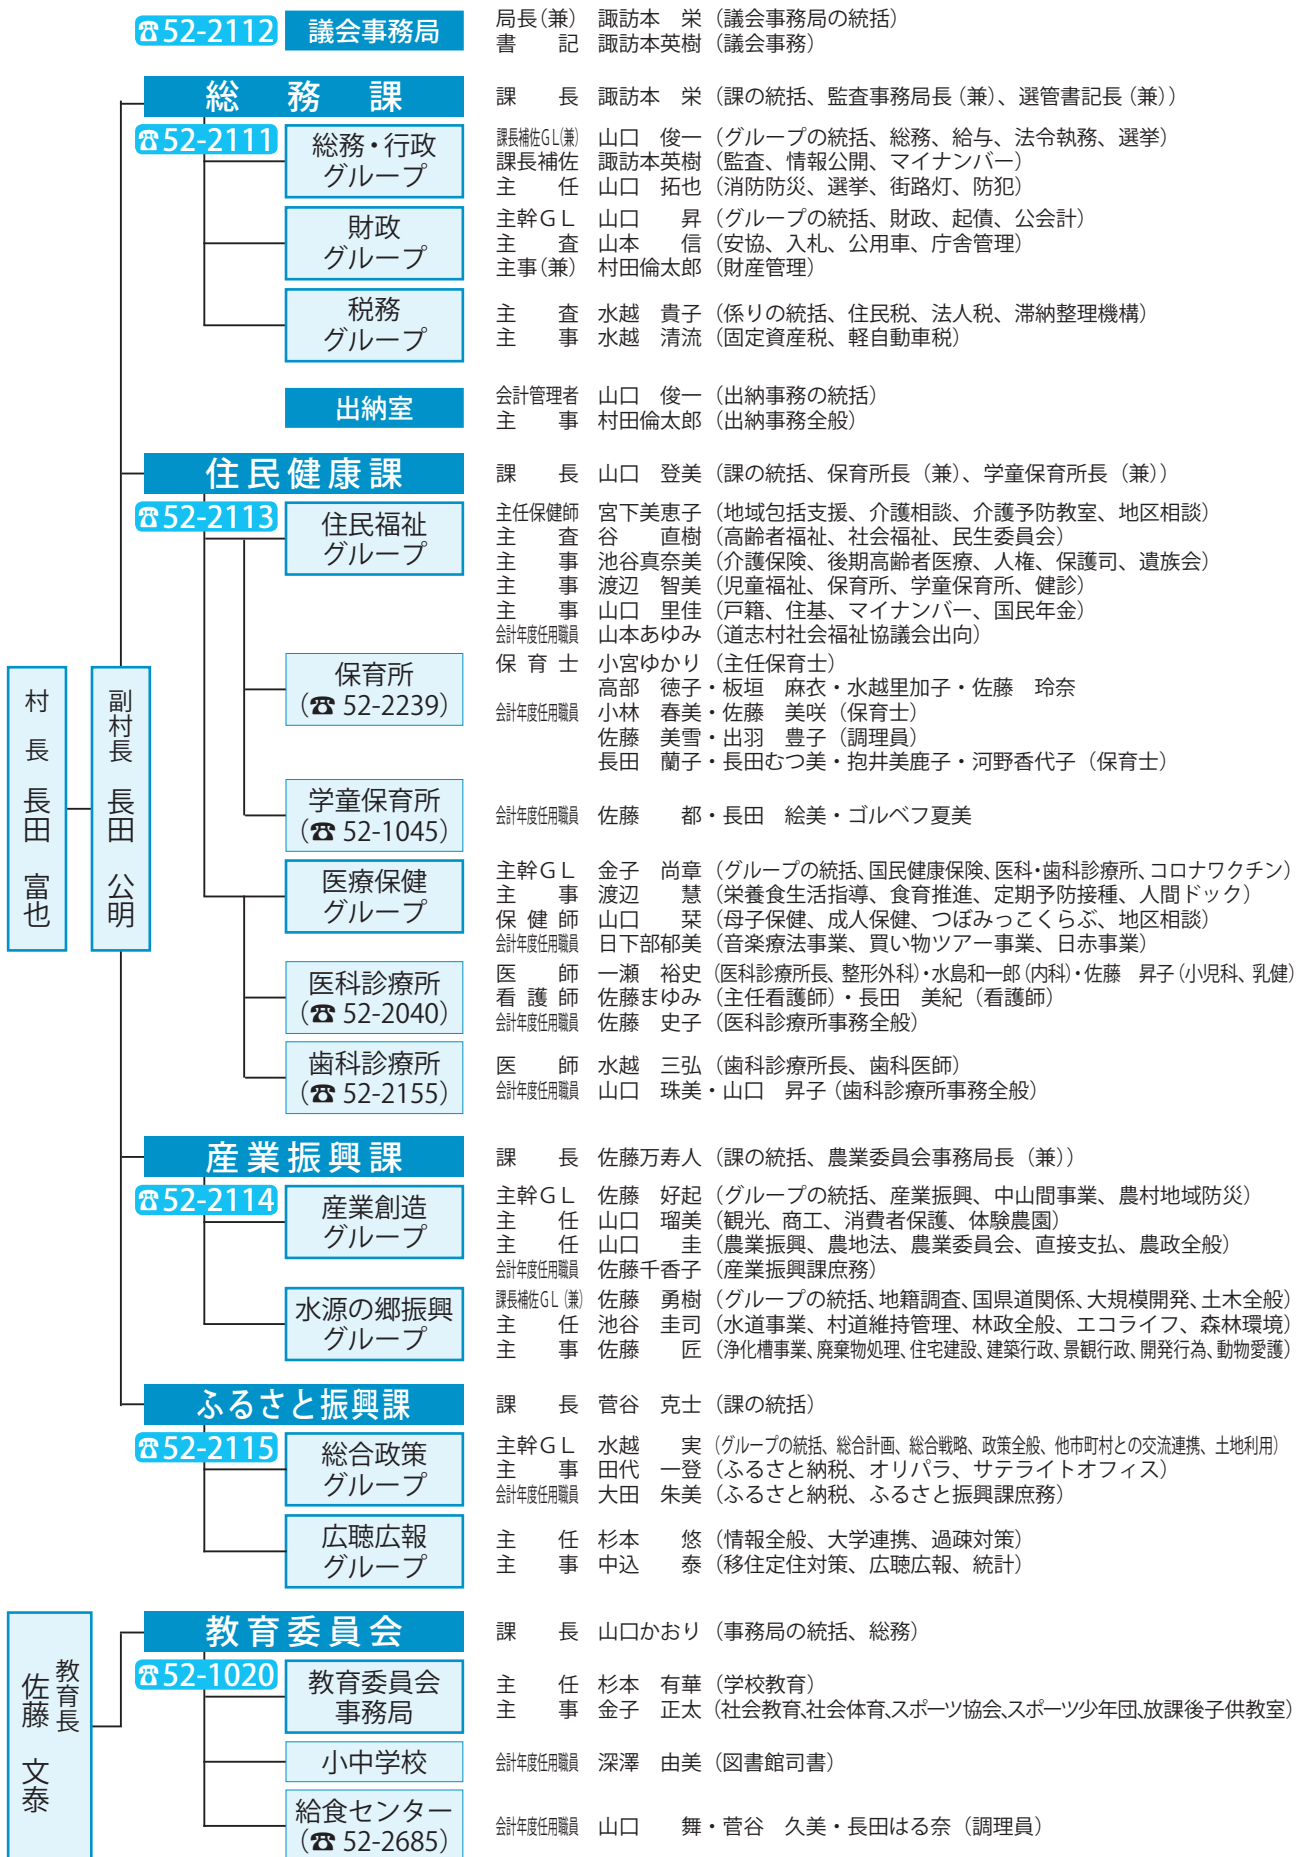 ☎52-2112 議会事務局 局長(兼) 諏訪本 栄（議会事務局の統括）
書 記 諏訪本英樹（議会事務）
総務課 課 長 諏訪本 栄（課の統括、監査事務局長（兼）、選管書記長（兼））
☎52-2111
総務・行政
グループ
課長補佐GL(兼) 山口 俊一（グループの統括、総務、給与、法令執務、選挙）
課長補佐 諏訪本英樹（監査、情報公開、マイナンバー）
主 任 山口 拓也（消防防災、選挙、街路灯、防犯）
財政
グループ
主幹GL 山口 昇（グループの統括、財政、起債、公会計）
主 査 山本 信（安協、入札、公用車、庁舎管理）
主事(兼) 村田倫太郎（財産管理）
税務
グループ
主 査 水越 貴子（係りの統括、住民税、法人税、滞納整理機構）
主 事 水越 清流（固定資産税、軽自動車税）
出納室
会計管理者 山口 俊一（出納事務の統括）
主 事 村田倫太郎（出納事務全般）
住民健康課 課 長 山口 登美（課の統括、保育所長（兼）、学童保育所長（兼））
☎52-2113
住民福祉
グループ
主任保健師 宮下美恵子（地域包括支援、介護相談、介護予防教室、地区相談）
主 査 谷 直樹（高齢者福祉、社会福祉、民生委員会）
主 事 池谷真奈美（介護保険、後期高齢者医療、人権、保護司、遺族会）
主 事 渡辺 智美（児童福祉、保育所、学童保育所、健診）
主 事 山口 里佳（戸籍、住基、マイナンバー、国民年金）
会計年度任用職員 山本あゆみ（道志村社会福祉協議会出向）
保育所
（☎ 52-2239）
保 育 士 小宮ゆかり（主任保育士）
高部 徳子・板垣 麻衣・水越里加子・佐藤 玲奈
会計年度任用職員 小林 春美・佐藤 美咲（保育士）
佐藤 美雪・出羽 豊子（調理員）
長田 蘭子・長田むつ美・抱井美鹿子・河野香代子（保育士）
村長 長田 富也
副村長 長田 公明
学童保育所
（☎ 52-1045）
会計年度任用職員 佐藤 都・長田 絵美・ゴルベフ夏美
医療保健
グループ
主幹GL 金子 尚章（グループの統括、国民健康保険、医科・歯科診療所、コロナワクチン）
主 事 渡辺 慧（栄養食生活指導、食育推進、定期予防接種、人間ドック）
保 健 師 山口 栞（母子保健、成人保健、つぼみっこくらぶ、地区相談）
会計年度任用職員 日下部郁美（音楽療法事業、買い物ツアー事業、日赤事業）
医科診療所
（☎ 52-2040）
医 師 一瀬 裕史（医科診療所長、整形外科）・水島和一郎（内科）・佐藤 昇子（小児科、乳健）
看 護 師 佐藤まゆみ（主任看護師）・長田 美紀（看護師）
会計年度任用職員 佐藤 史子（医科診療所事務全般）
歯科診療所
（☎ 52-2155）
医 師 水越 三弘（歯科診療所長、歯科医師）
会計年度任用職員 山口 珠美・山口 昇子（歯科診療所事務全般）
産業振興課 課 長 佐藤万寿人（課の統括、農業委員会事務局長（兼））
☎52-2114
産業創造
グループ
主幹GL 佐藤 好起（グループの統括、産業振興、中山間事業、農村地域防災）
主 任 山口 瑠美（観光、商工、消費者保護、体験農園）
主 任 山口 圭（農業振興、農地法、農業委員会、直接支払、農政全般）
会計年度任用職員 佐藤千香子（産業振興課庶務）
水源の郷振興
グループ
課長補佐GL（兼） 佐藤 勇樹（グループの統括、地籍調査、国県道関係、大規模開発、土木全般）
主 任 池谷 圭司（水道事業、村道維持管理、林政全般、エコライフ、森林環境）
主 事 佐藤 匠（浄化槽事業、廃棄物処理、住宅建設、建築行政、景観行政、開発行為、動物愛護）
ふるさと振興課 課 長 菅谷 克士（課の統括）
☎52-2115
総合政策
グループ
主幹GL 水越 実（グループの統括、総合計画、総合戦略、政策全般、他市町村との交流連携、土地利用）
主 事 田代 一登（ふるさと納税、オリパラ、サテライトオフィス）
会計年度任用職員 大田 朱美（ふるさと納税、ふるさと振興課庶務）
広聴広報
グループ
主 任 杉本 悠（情報全般、大学連携、過疎対策）
主 事 中込 泰（移住定住対策、広聴広報、統計）
教育長 佐藤 文泰
教育委員会 課 長 山口かおり（事務局の統括、総務）
☎52-1020
教育委員会
事務局
主 任 杉本 有華（学校教育）
主 事 金子 正太（社会教育、社会体育、スポーツ協会、スポーツ少年団、放課後子供教室）
小中学校 会計年度任用職員 深澤 由美（図書館司書）
給食センター
（☎ 52-2685）
会計年度任用職員 山口 舞・菅谷 久美・長田はる奈（調理員）